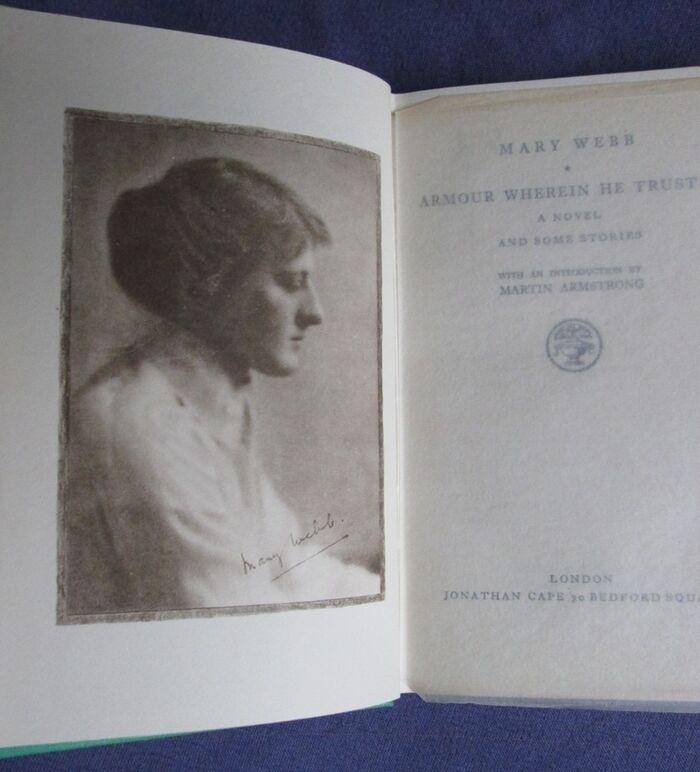 Mary Webb.
MARY WEBB
ARMOUR WHEREIN HE TRUST
A NOVEL
AND SOME STORIES
WITH AN INTRODUCTION BY
MARTIN ARMSTRONG
LONDON
JONATHAN CAPE 30 BEDFORD SQUA